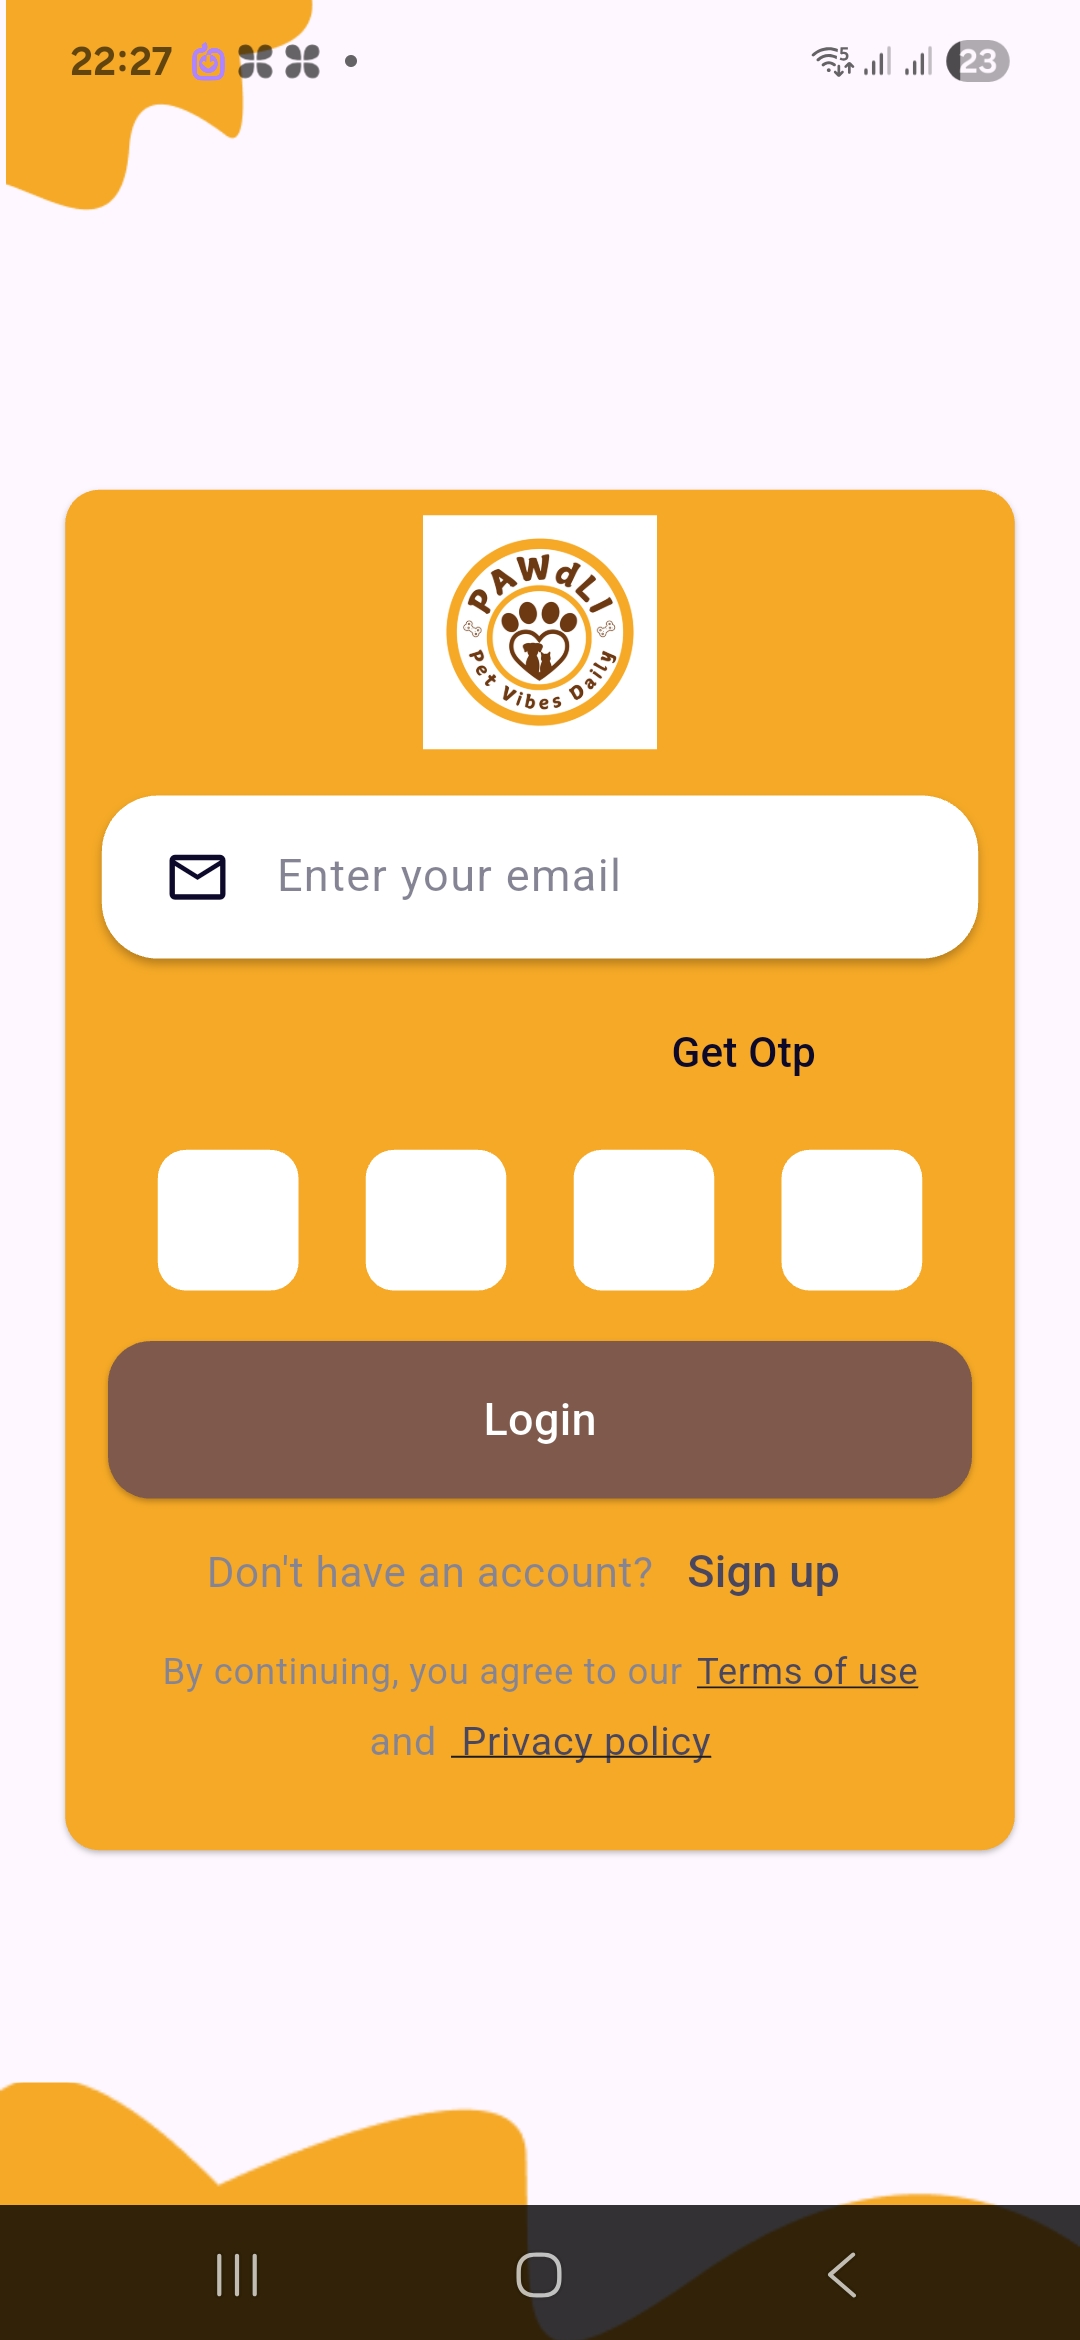 22:27
5
23
PAWdLI
Pet Vibes Daily
Enter your email
Get Otp
Login
Don't have an account? Sign up
By continuing, you agree to our Terms of use
and Privacy policy